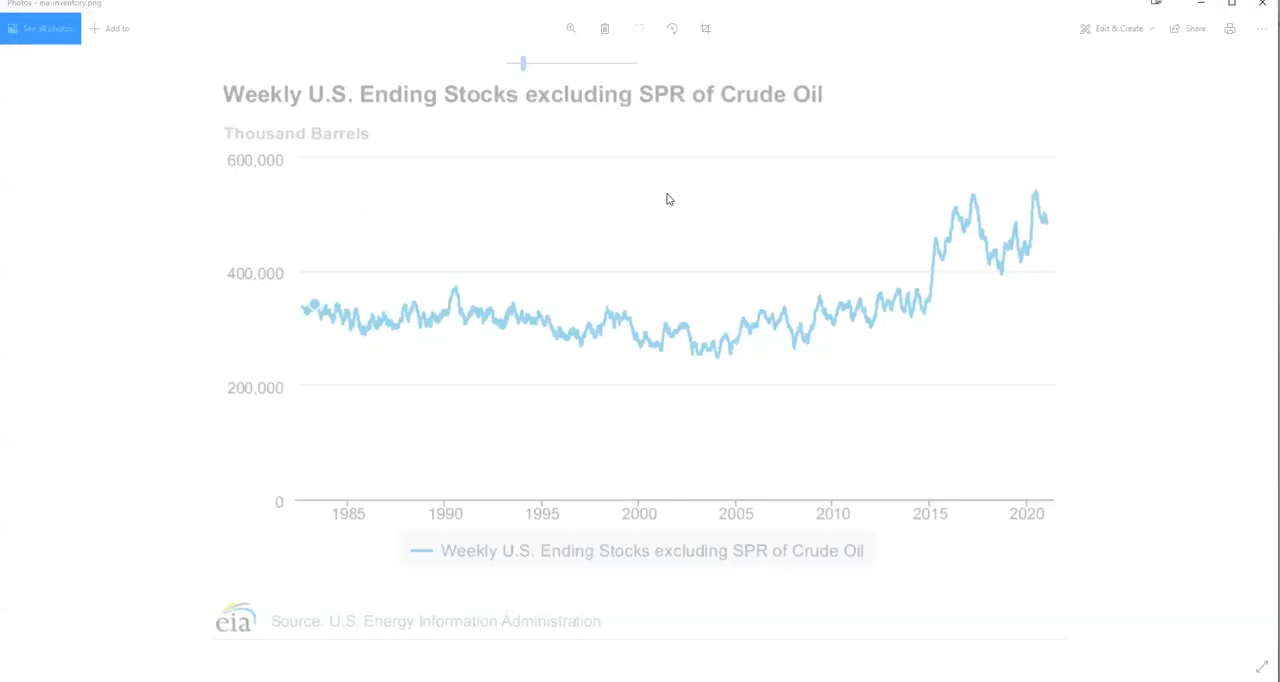 Photos - eia-inventory.png
See all photos
Add to
Edit & Create
Share
Weekly U.S. Ending Stocks excluding SPR of Crude Oil
Thousand Barrels
600,000
400,000
200,000
0
1985 1990 1995 2000 2005 2010 2015 2020
Weekly U.S. Ending Stocks excluding SPR of Crude Oil
eia Source: U.S. Energy Information Administration